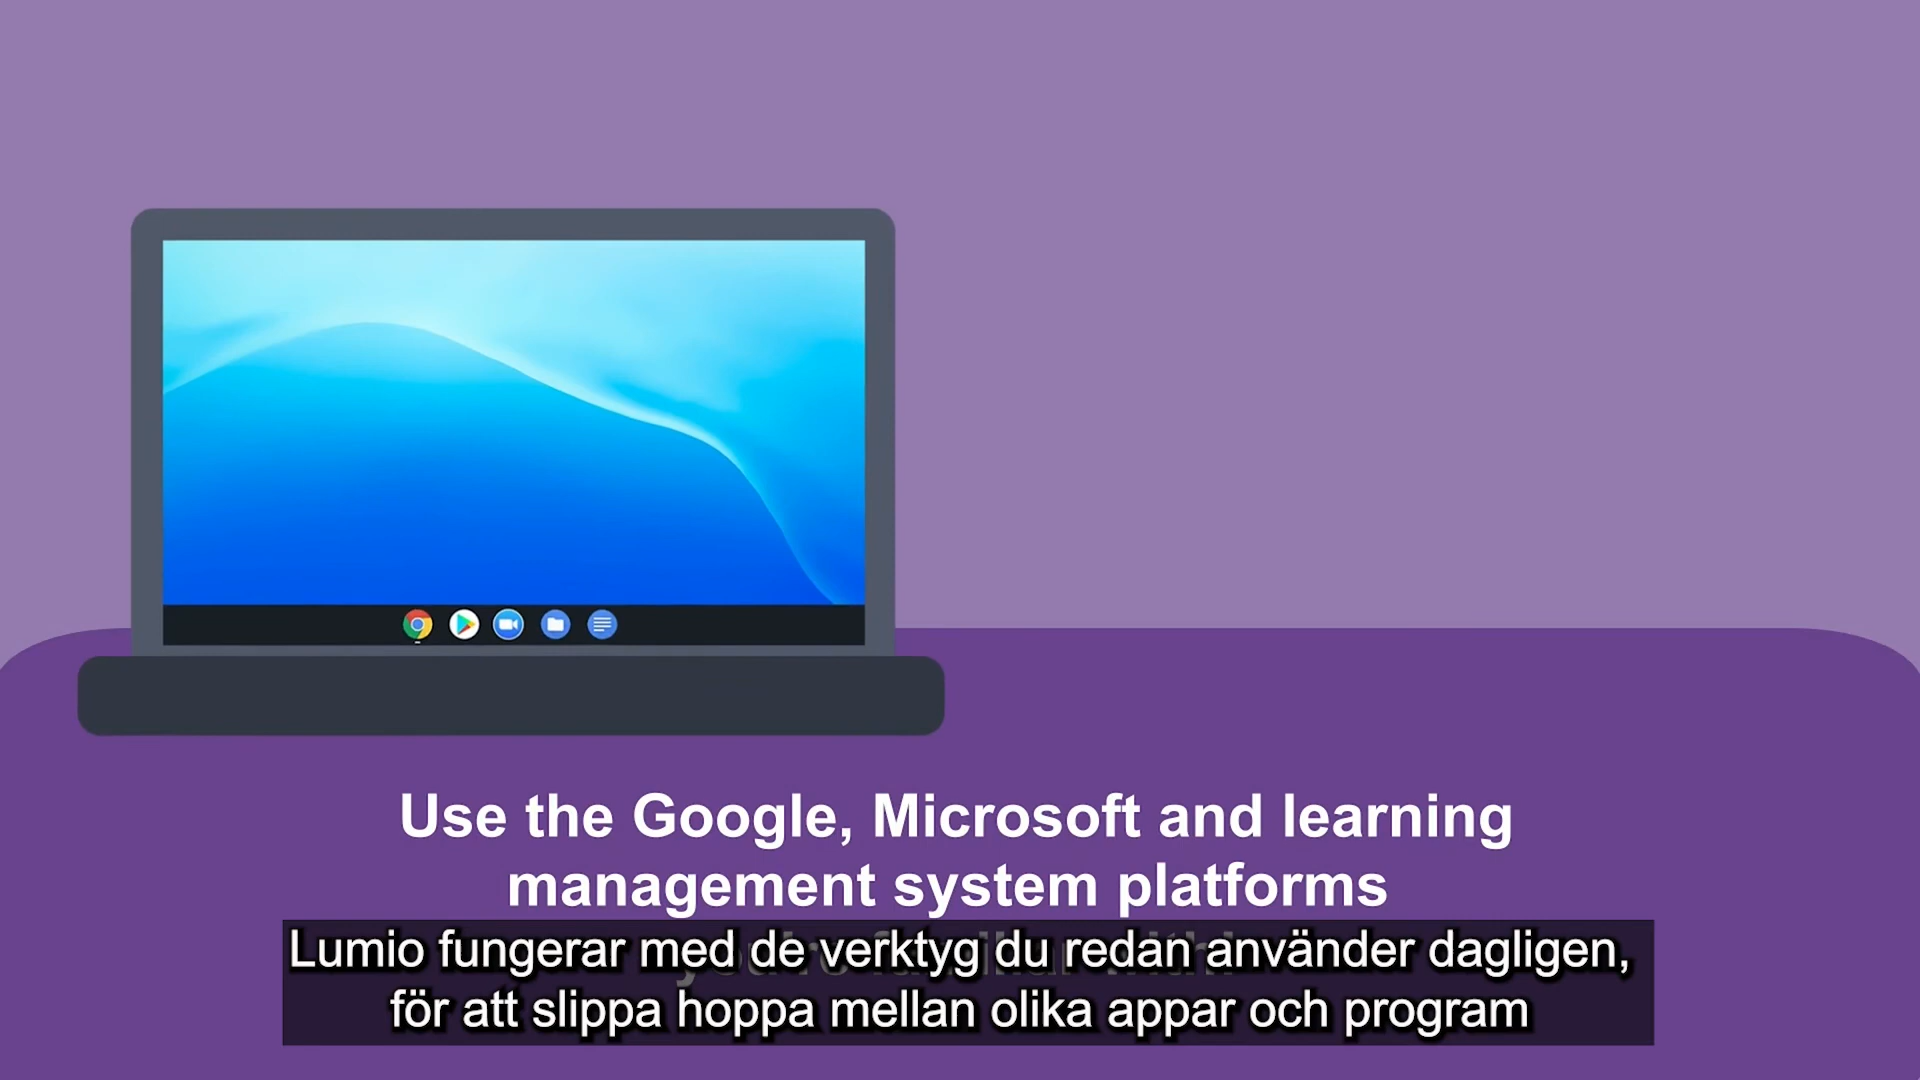 Use the Google, Microsoft and learning
management system platforms
Lumio fungerar med de verktyg du redan använder dagligen,
för att slippa hoppa mellan olika appar och program